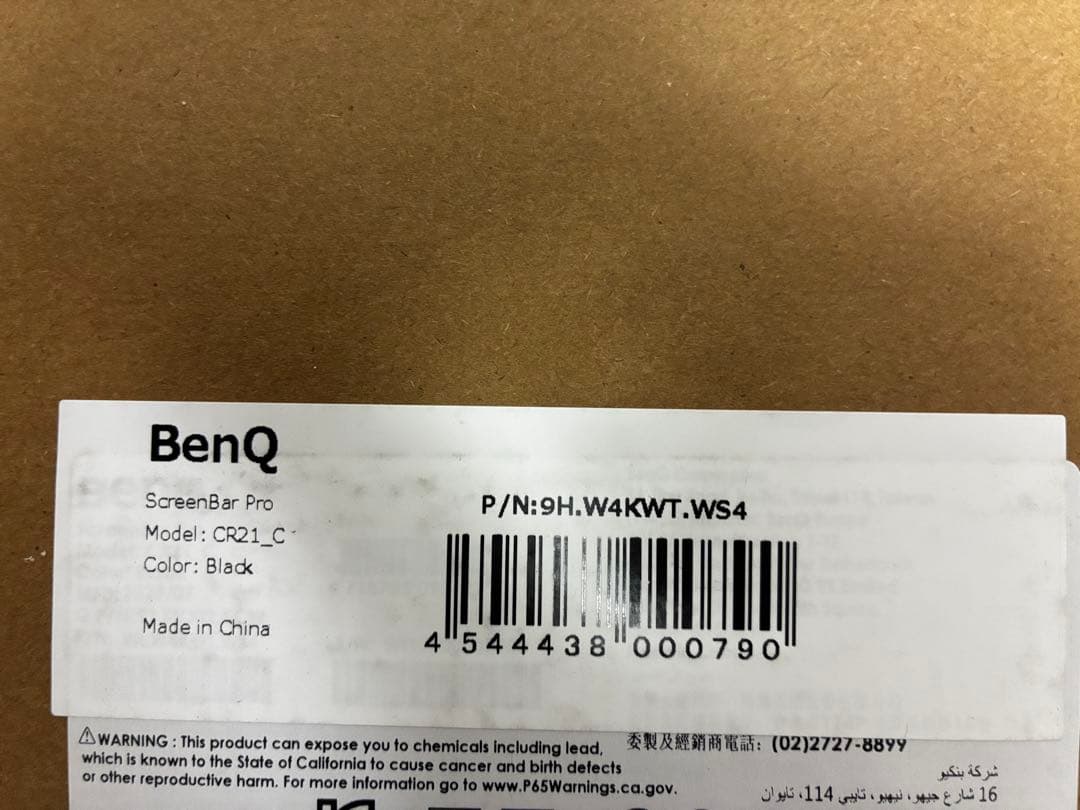 BenQ
ScreenBar Pro
Model: CR21_C
Color: Black
Made in China
P/N:9H.W4KWT.WS4
4 544438 000790
WARNING : This product can expose you to chemicals including lead,
which is known to the State of California to cause cancer and birth defects
or other reproductive harm. For more information go to www.P65Warnings.ca.gov.
委製及經銷商電話: (02)2727-8899
شركة بنكيو
16 شارع جيهو، نيهيو، تايبي 114، تايوان